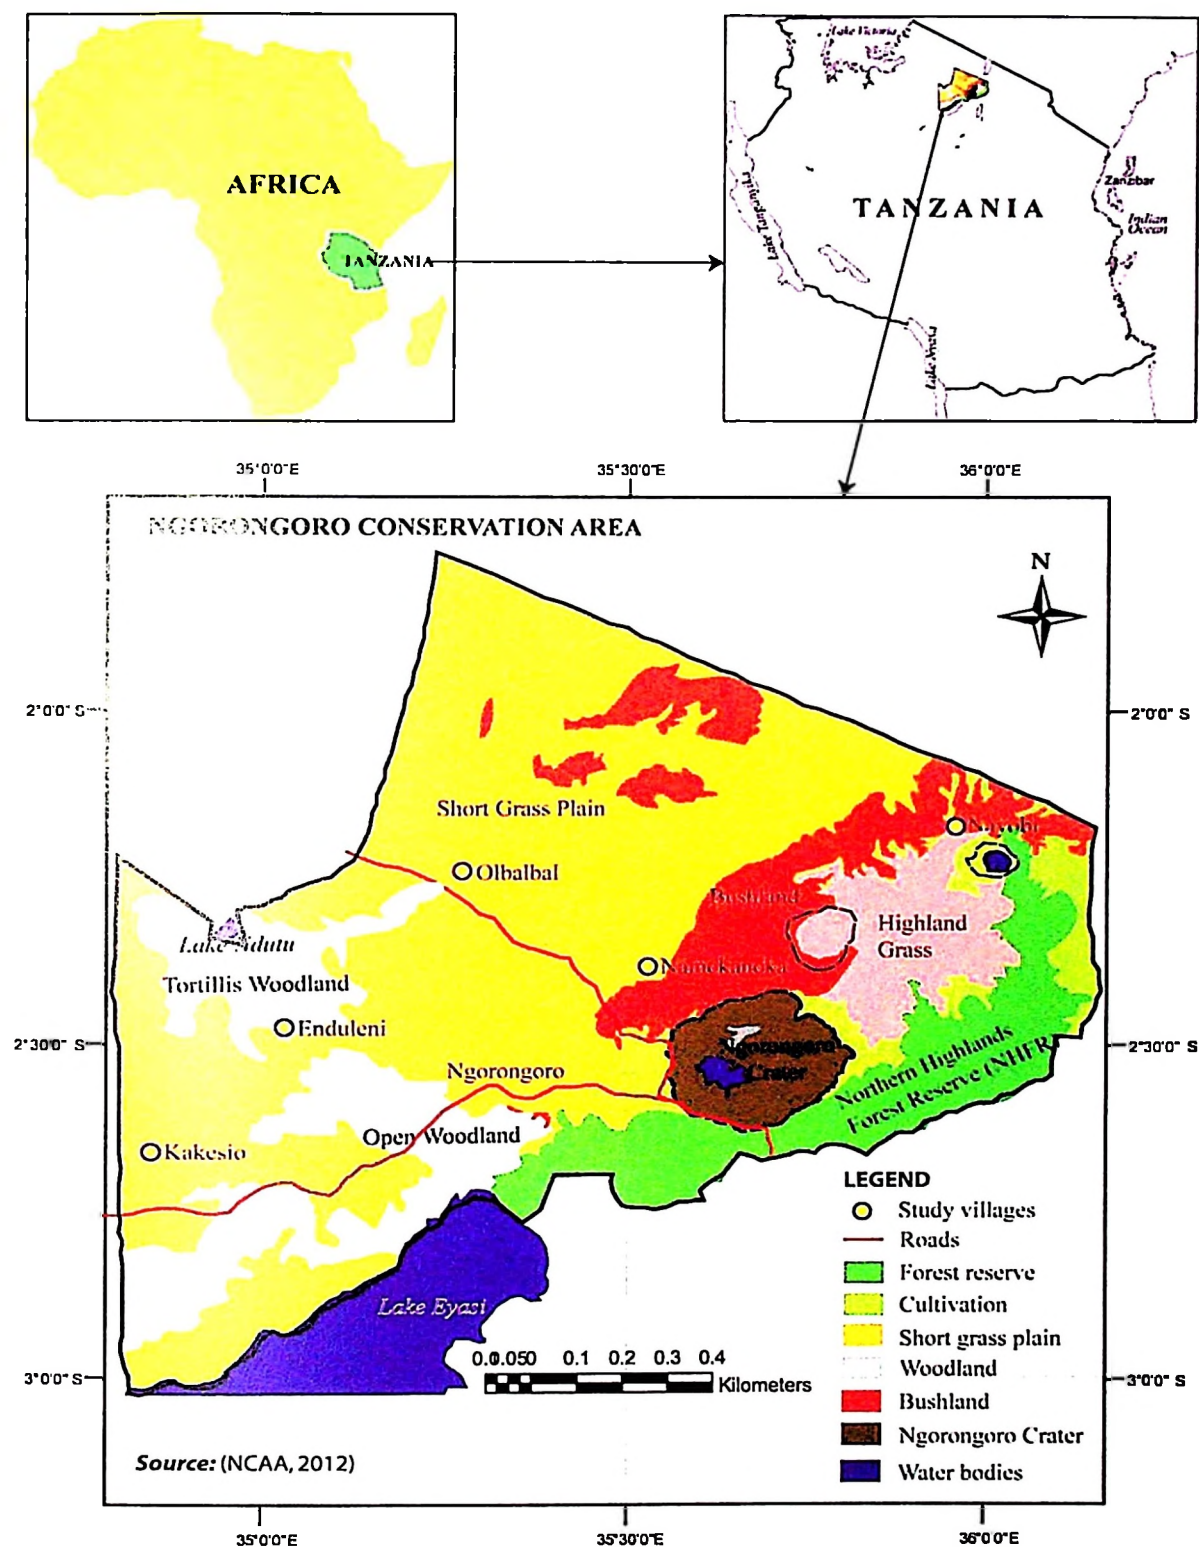 AFRICA
TANZANIA
Lake Victoria
TANZANIA
Zanzibar
Indian
Ocean
Lake Tanganyika
35°0'0"E
35°30'0"E
36°0'0"E
NGORONGORO CONSERVATION AREA
N
2°0'0" S
2°0'0" S
Short Grass Plain
Olbalbal
Nayobi
Bushland
Highland
Grass
Lake Ndutu
Tortillis Woodland
Enduleni
2°30'0" S
2°30'0" S
Ngorongoro
Crater
Ngorongoro
Northern Highlands
Forest Reserve (NHFR)
Open Woodland
Kakesio
Lake Eyasi
LEGEND
Study villages
Roads
Forest reserve
Cultivation
Short grass plain
Woodland
Bushland
Ngorongoro Crater
Water bodies
0.1 0.2 0.3 0.4
Kilometers
3°0'0" S
3°0'0" S
Source: (NCAA, 2012)
35°0'0"E
35°30'0"E
36°0'0"E